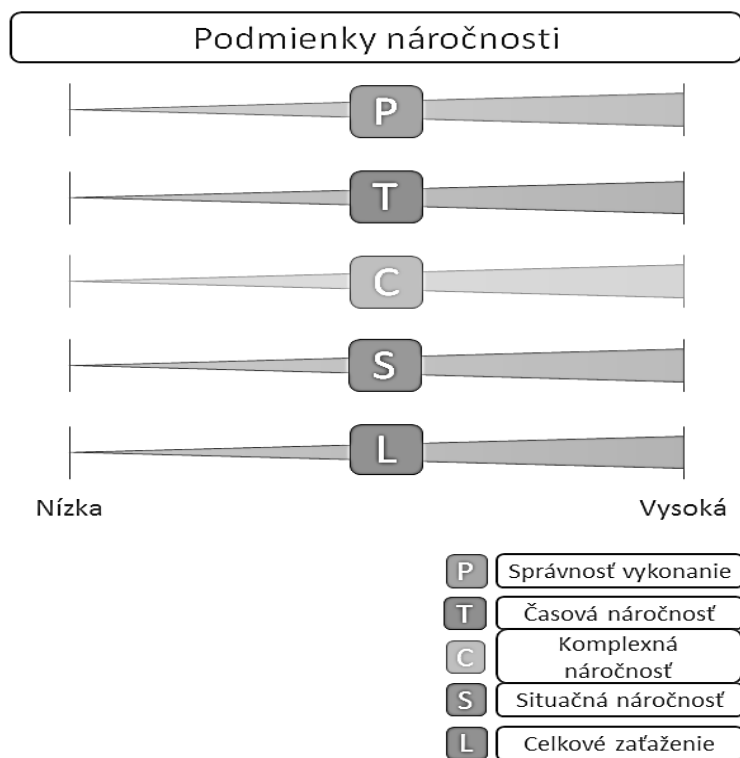 Podmienky náročnosti
P
T
C
S
L
Nízka Vysoká
P Správnosť vykonanie
T Časová náročnosť
C Komplexná
náročnosť
S Situačná náročnosť
L Celkové zaťaženie